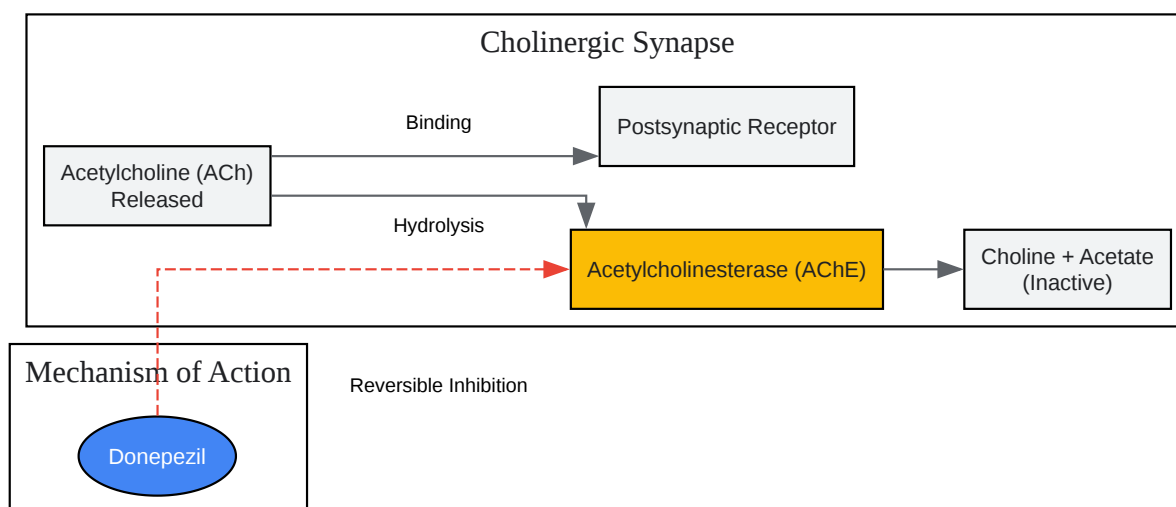 Cholinergic Synapse
Binding
Postsynaptic Receptor
Acetylcholine (ACh)
Released
Hydrolysis
Acetylcholinesterase (AChE)
Choline + Acetate
(Inactive)
Mechanism of Action
Reversible Inhibition
Donepezil